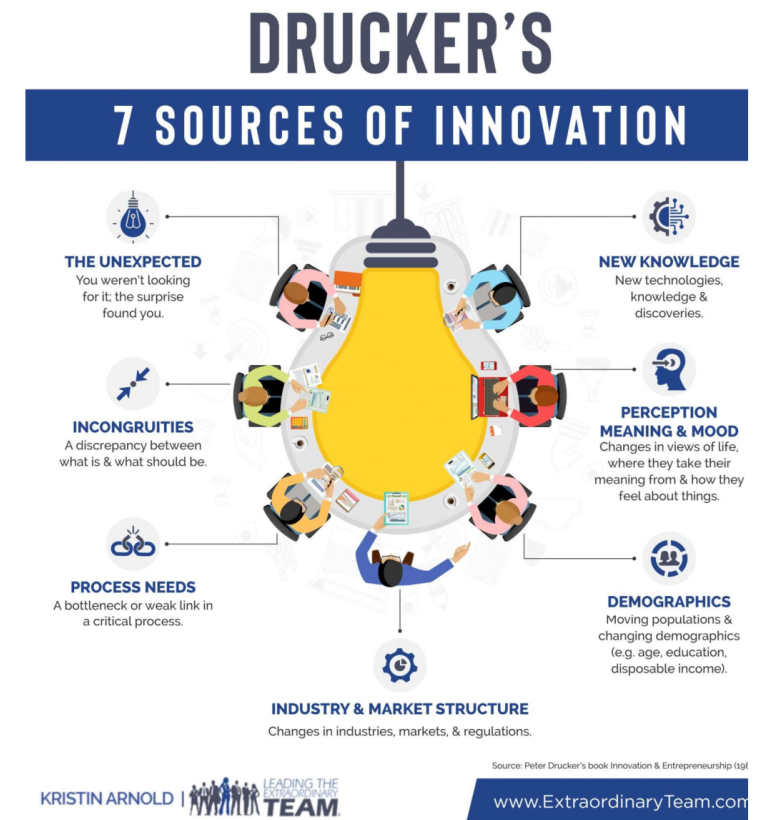 DRUCKER'S
7 SOURCES OF INNOVATION
THE UNEXPECTED
You weren't looking
for it; the surprise
found you.
INCONGRUITIES
A discrepancy between
what is & what should be.
PROCESS NEEDS
A bottleneck or weak link in
a critical process.
INDUSTRY & MARKET STRUCTURE
Changes in industries, markets, & regulations.
NEW KNOWLEDGE
New technologies,
knowledge &
discoveries.
PERCEPTION
MEANING & MOOD
Changes in views of life,
where they take their
meaning from & how they
feel about things.
DEMOGRAPHICS
Moving populations &
changing demographics
(e.g. age, education,
disposable income).
Source: Peter Drucker's book Innovation & Entrepreneurship
KRISTIN ARNOLD |
LEADING THE
EXTRAORDINARY
TEAM
www.ExtraordinaryTeam.com